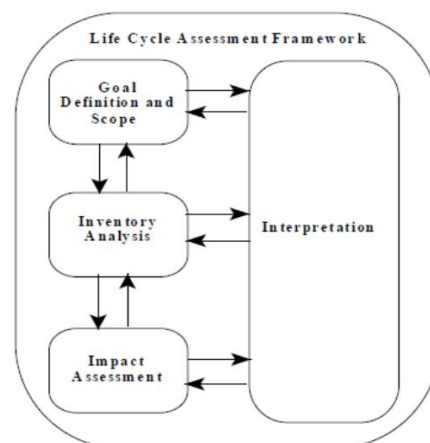 Life Cycle Assessment Framework
Goal
Definition and
Scope
Inventory
Analysis
Interpretation
Impact
Assessment